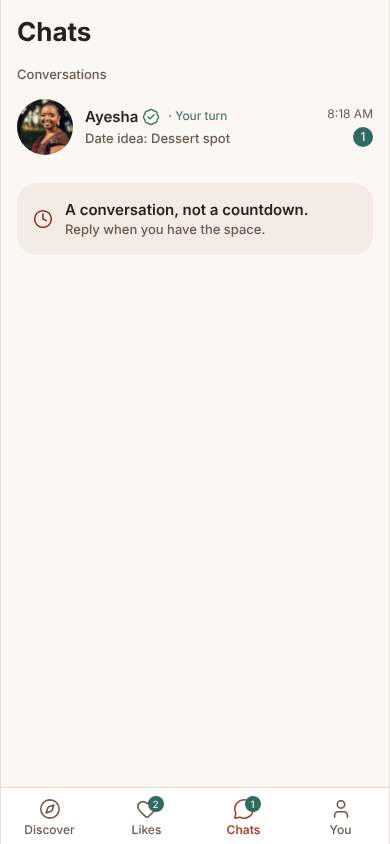 Chats
Conversations
Ayesha · Your turn 8:18 AM
Date idea: Dessert spot 1
A conversation, not a countdown.
Reply when you have the space.
2 1
Discover Likes Chats You